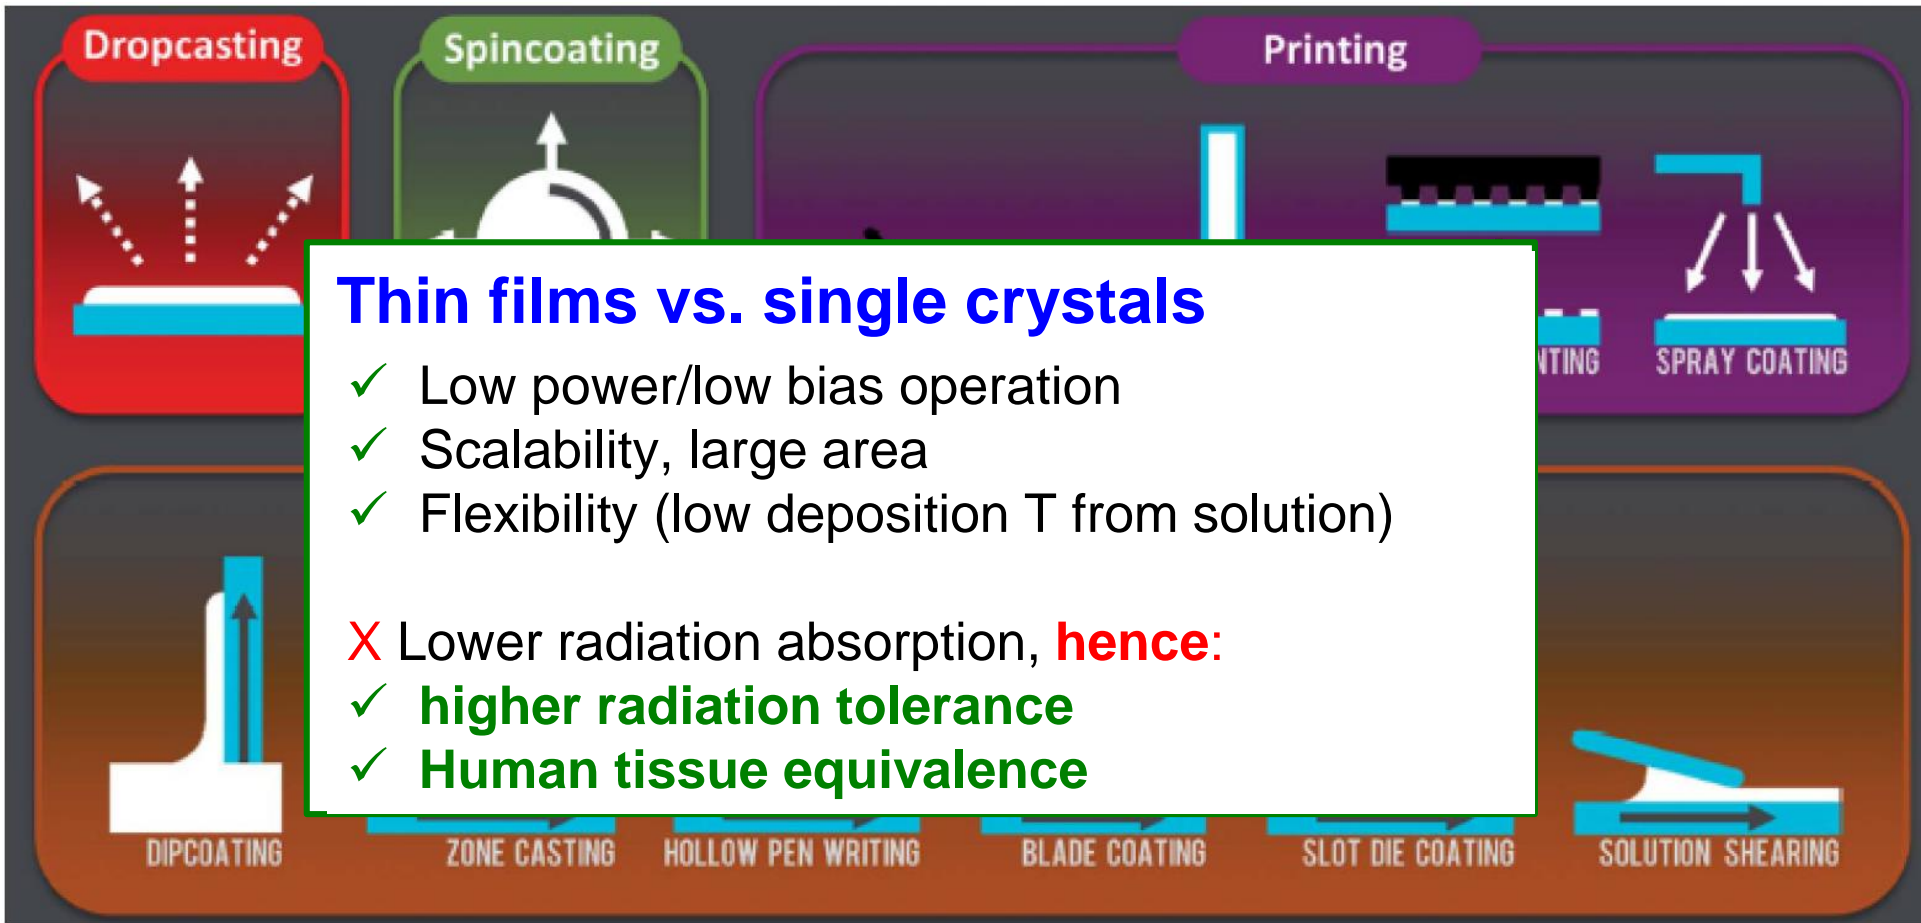 Dropcasting
Spincoating
Printing
SPRAY COATING
Thin films vs. single crystals
✓ Low power/low bias operation
✓ Scalability, large area
✓ Flexibility (low deposition T from solution)
X Lower radiation absorption, hence:
✓ higher radiation tolerance
✓ Human tissue equivalence
DIPCOATING
ZONE CASTING
HOLLOW PEN WRITING
BLADE COATING
SLOT DIE COATING
SOLUTION SHEARING